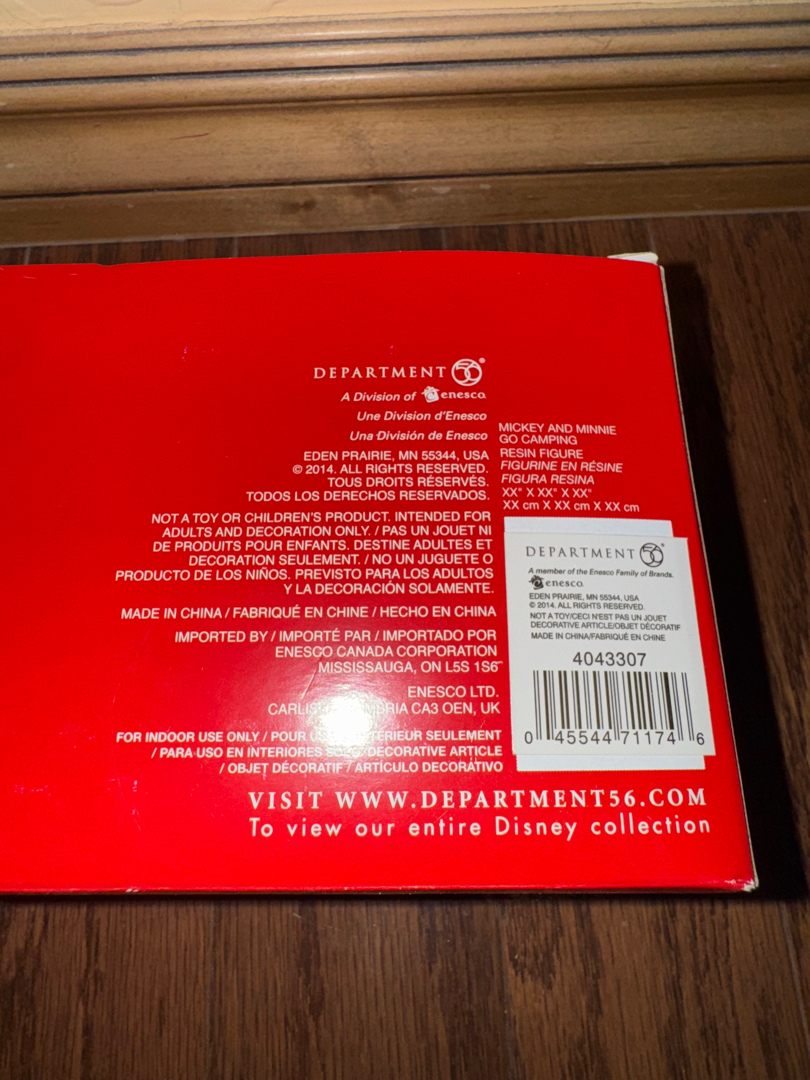 DEPARTMENT 56®
A Division of enesco.
Une Division d'Enesco
Una División de Enesco
EDEN PRAIRIE, MN 55344, USA
© 2014. ALL RIGHTS RESERVED.
TOUS DROITS RÉSERVÉS.
TODOS LOS DERECHOS RESERVADOS.
NOT A TOY OR CHILDREN'S PRODUCT. INTENDED FOR
ADULTS AND DECORATION ONLY. / PAS UN JOUET NI
DE PRODUITS POUR ENFANTS. DESTINE ADULTES ET
DECORATION SEULEMENT. / NO UN JUGUETE O
PRODUCTO DE LOS NIÑOS. PREVISTO PARA LOS ADULTOS
Y LA DECORACIÓN SOLAMENTE.
MADE IN CHINA / FABRIQUÉ EN CHINE / HECHO EN CHINA
IMPORTED BY / IMPORTÉ PAR / IMPORTADO POR
ENESCO CANADA CORPORATION
MISSISSAUGA, ON L5S 1S6
ENESCO LTD.
CA3 OEN, UK
FOR INDOOR USE ONLY / POUR SEULEMENT
/ PARA USO EN INTERIORES DECORATIVE ARTICLE
/ OBJET DÉCORATIF / ARTÍCULO DECORATIVO
MICKEY AND MINNIE
GO CAMPING
RESIN FIGURE
FIGURINE EN RÉSINE
FIGURA RESINA
XX" X XX" X XX"
XX cm X XX cm X XX cm
DEPARTMENT 56®
A member of the Enesco Family of Brands.
enesco.
EDEN PRAIRIE, MN 55344, USA
© 2014. ALL RIGHTS RESERVED.
NOT A TOY/CECI N'EST PAS UN JOUET
DECORATIVE ARTICLE/OBJET DÉCORATIF
MADE IN CHINA/FABRIQUÉ EN CHINE
4043307
0 45544 71174 6
VISIT WWW.DEPARTMENT56.COM
To view our entire Disney collection